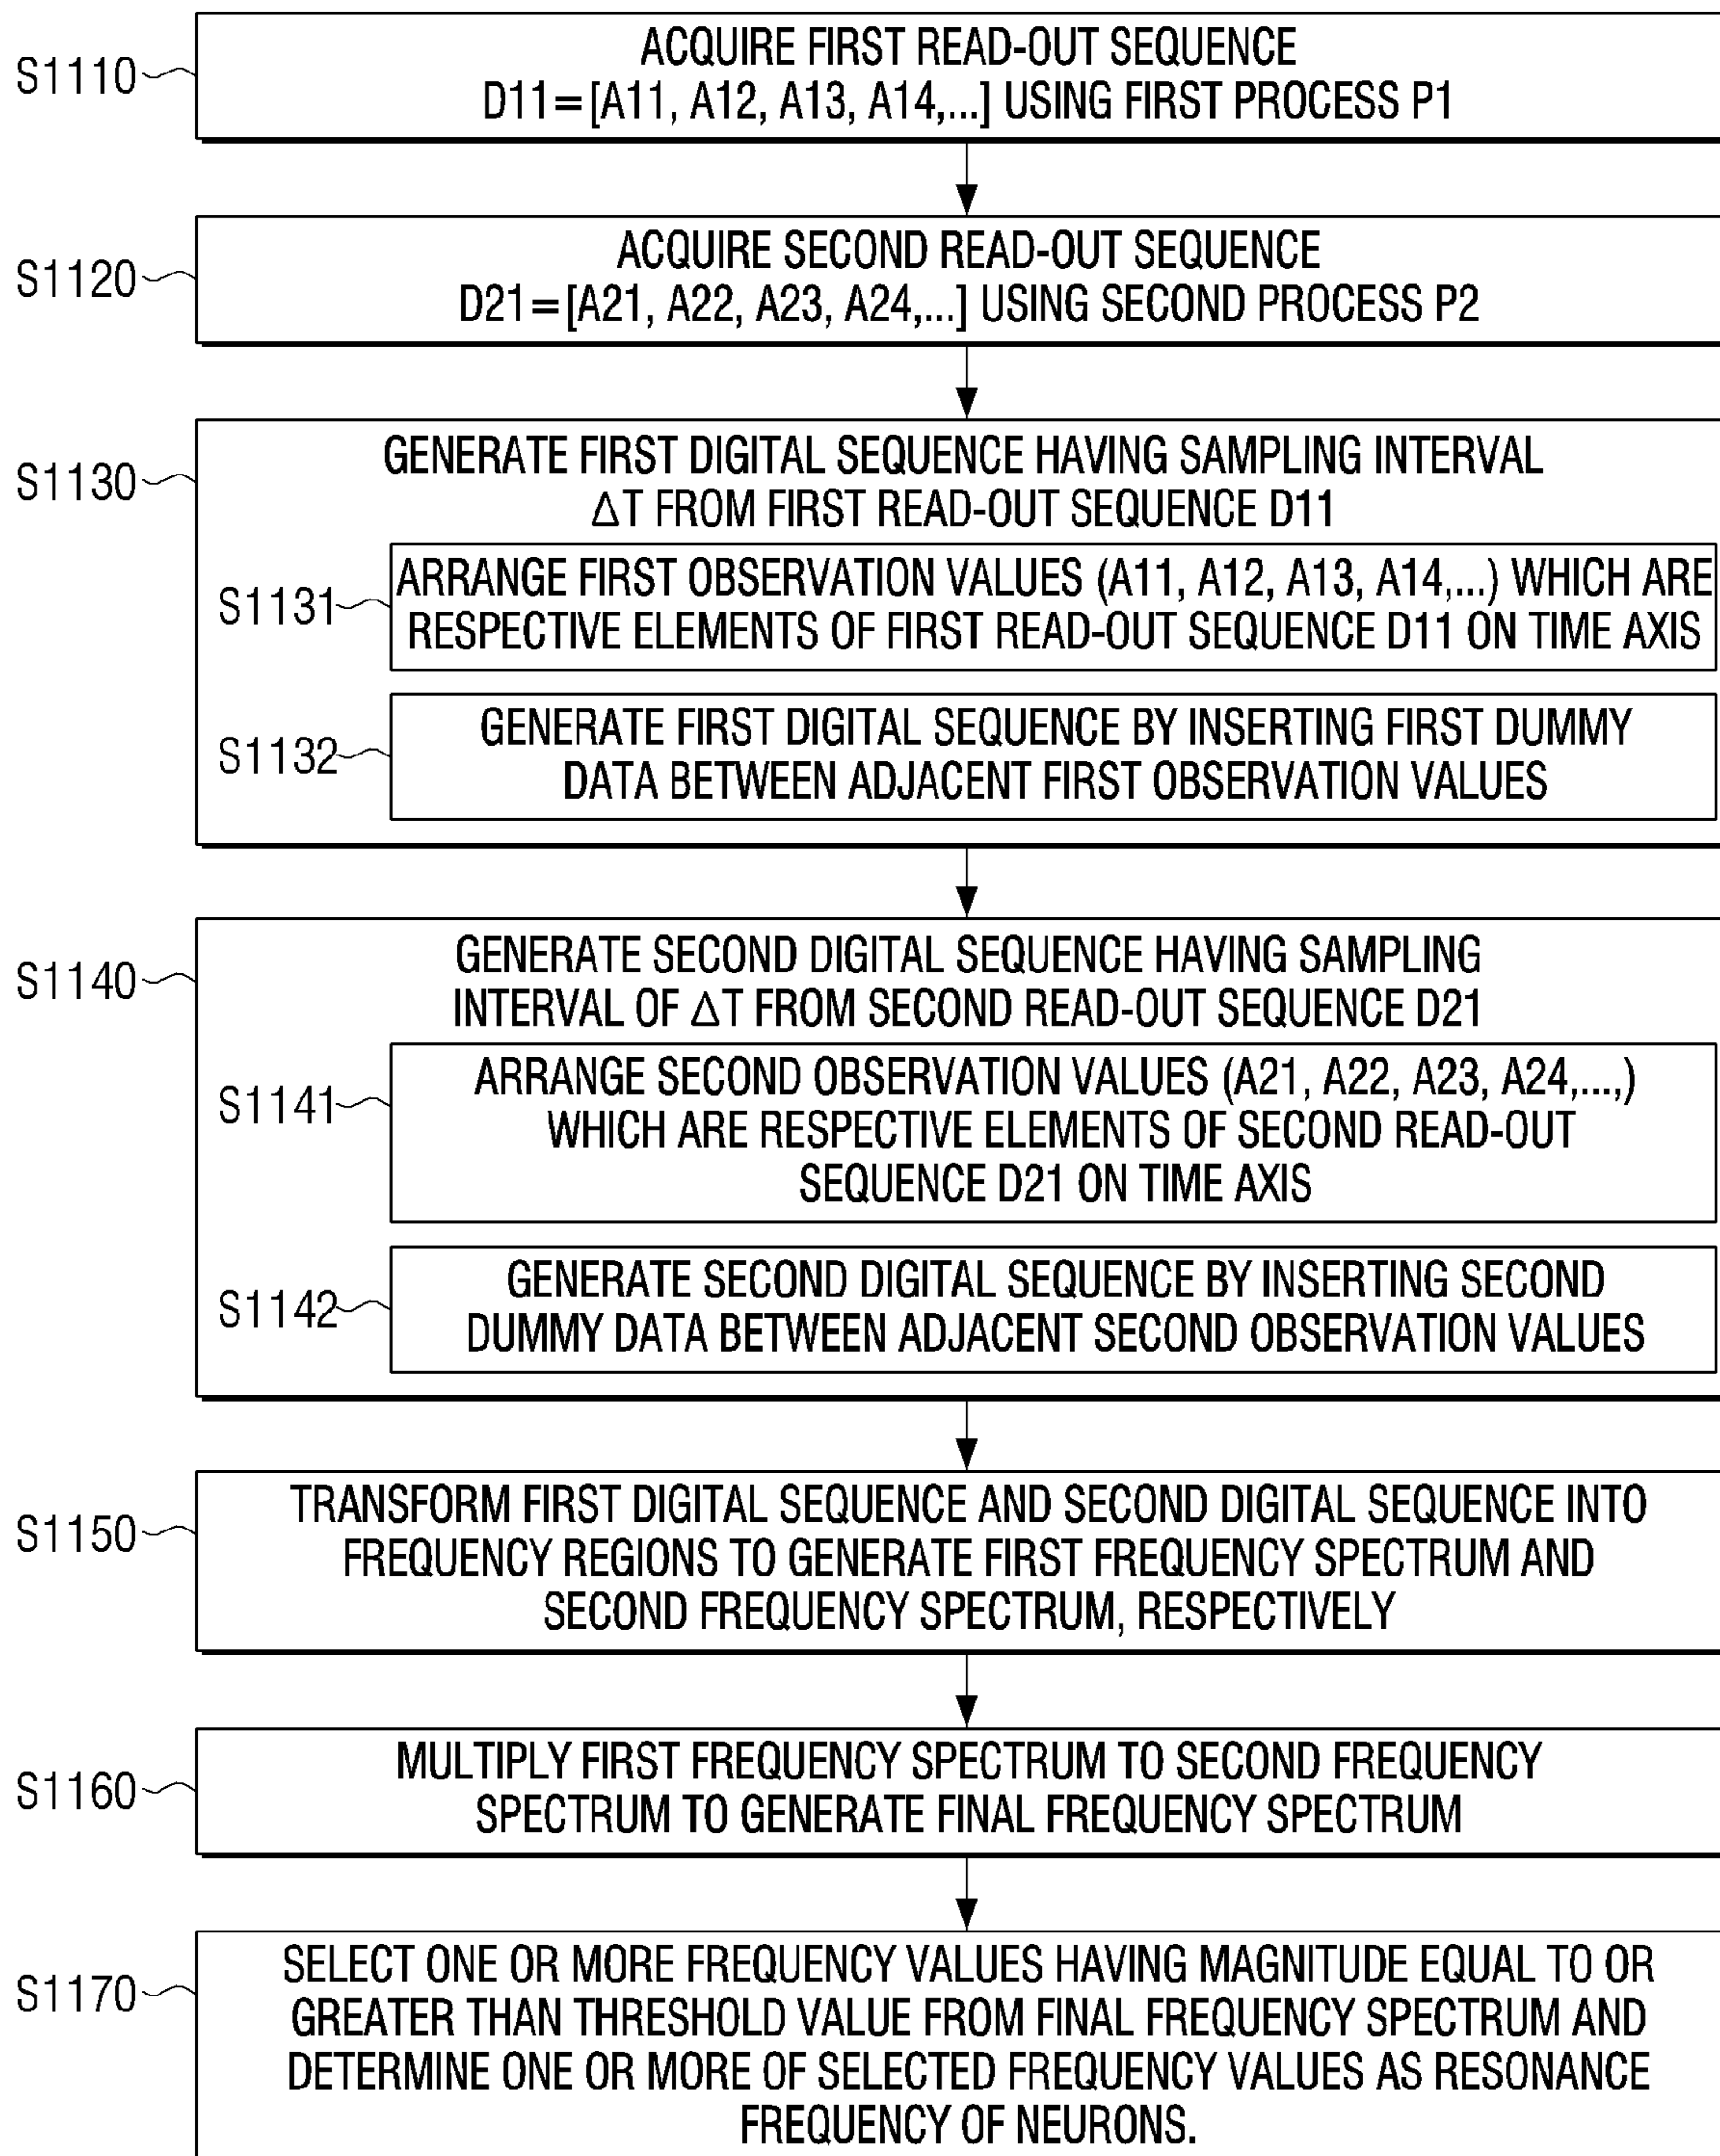 S1110
ACQUIRE FIRST READ-OUT SEQUENCE
D11=[A11, A12, A13, A14,...] USING FIRST PROCESS P1
S1120
ACQUIRE SECOND READ-OUT SEQUENCE
D21=[A21, A22, A23, A24,...] USING SECOND PROCESS P2
S1130
GENERATE FIRST DIGITAL SEQUENCE HAVING SAMPLING INTERVAL
△T FROM FIRST READ-OUT SEQUENCE D11
S1131
ARRANGE FIRST OBSERVATION VALUES (A11, A12, A13, A14,...) WHICH ARE
RESPECTIVE ELEMENTS OF FIRST READ-OUT SEQUENCE D11 ON TIME AXIS
S1132
GENERATE FIRST DIGITAL SEQUENCE BY INSERTING FIRST DUMMY
DATA BETWEEN ADJACENT FIRST OBSERVATION VALUES
S1140
GENERATE SECOND DIGITAL SEQUENCE HAVING SAMPLING
INTERVAL OF △T FROM SECOND READ-OUT SEQUENCE D21
S1141
ARRANGE SECOND OBSERVATION VALUES (A21, A22, A23, A24,...,)
WHICH ARE RESPECTIVE ELEMENTS OF SECOND READ-OUT
SEQUENCE D21 ON TIME AXIS
S1142
GENERATE SECOND DIGITAL SEQUENCE BY INSERTING SECOND
DUMMY DATA BETWEEN ADJACENT SECOND OBSERVATION VALUES
S1150
TRANSFORM FIRST DIGITAL SEQUENCE AND SECOND DIGITAL SEQUENCE INTO
FREQUENCY REGIONS TO GENERATE FIRST FREQUENCY SPECTRUM AND
SECOND FREQUENCY SPECTRUM, RESPECTIVELY
S1160
MULTIPLY FIRST FREQUENCY SPECTRUM TO SECOND FREQUENCY
SPECTRUM TO GENERATE FINAL FREQUENCY SPECTRUM
S1170
SELECT ONE OR MORE FREQUENCY VALUES HAVING MAGNITUDE EQUAL TO OR
GREATER THAN THRESHOLD VALUE FROM FINAL FREQUENCY SPECTRUM AND
DETERMINE ONE OR MORE OF SELECTED FREQUENCY VALUES AS RESONANCE
FREQUENCY OF NEURONS.